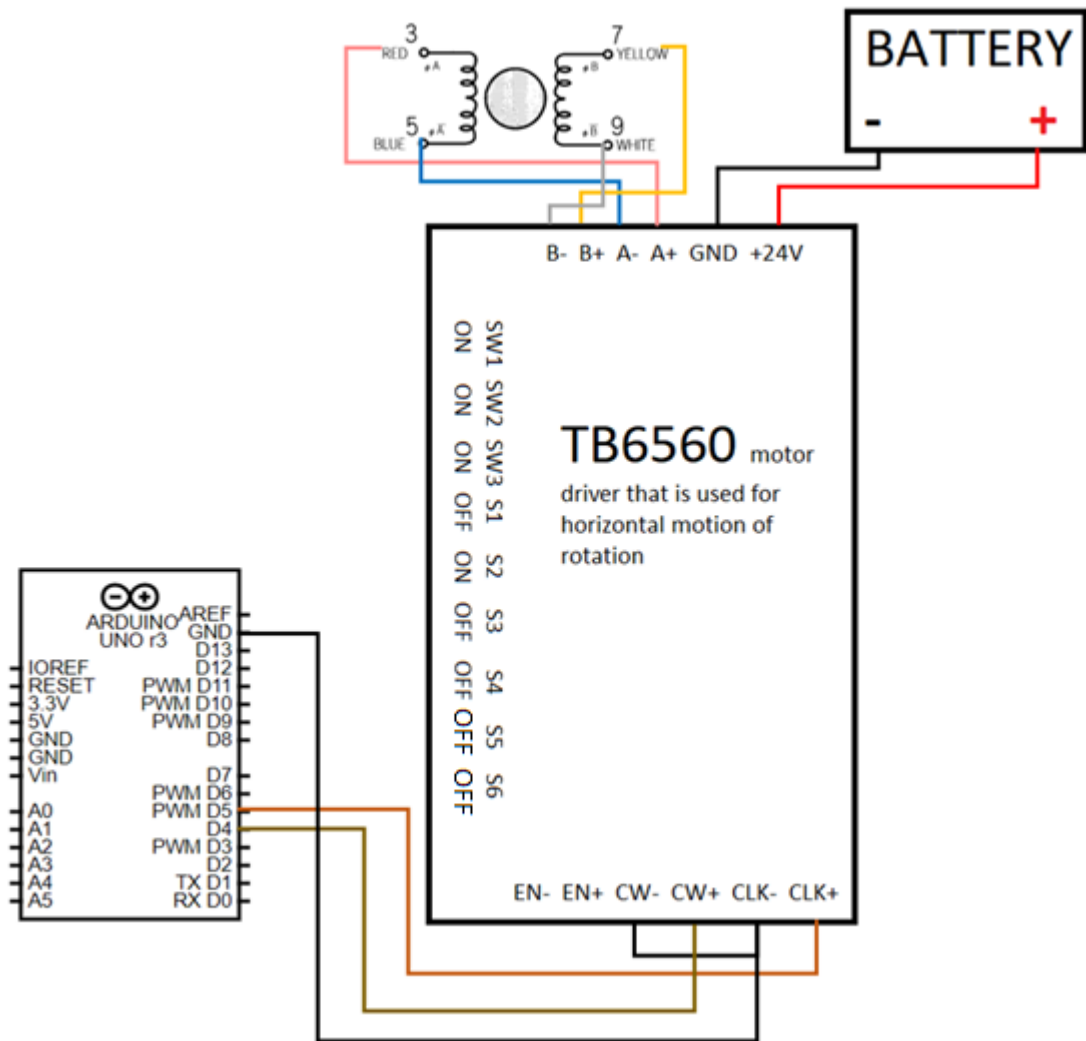 3
RED
ϕA
5
BLUE
ϕA̅
7
YELLOW
ϕB
9
WHITE
ϕB̅
BATTERY
- +
B- B+ A- A+ GND +24V
SW1 ON
SW2 ON
SW3 ON
S1 OFF
S2 ON
S3 OFF
S4 OFF
S5 OFF
S6 OFF
TB6560 motor
driver that is used for
horizontal motion of
rotation
ARDUINO
UNO r3
AREF
GND
D13
IOREF D12
RESET PWM D11
3.3V PWM D10
5V PWM D9
GND D8
GND
Vin D7
PWM D6
A0 PWM D5
A1 D4
A2 PWM D3
A3 D2
A4 TX D1
A5 RX D0
EN- EN+ CW- CW+ CLK- CLK+